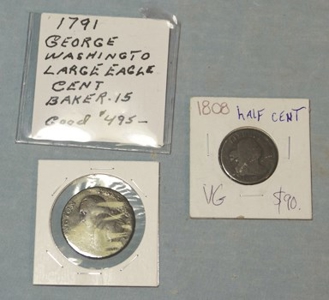 1791
GEORGE
WASHINGTO
LARGE EAGLE
CENT
BAKER-15
Good $495-
1808 HALF CENT
VG - $90.